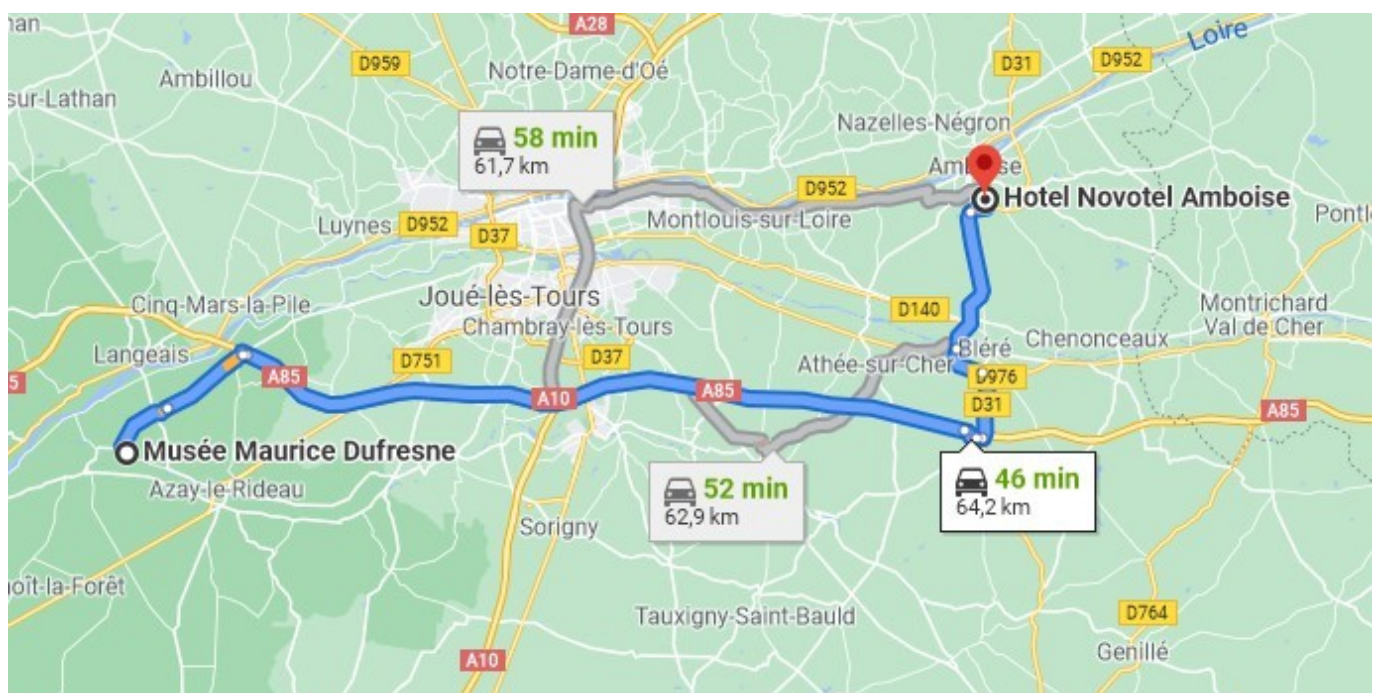 A28
Loire
D959
D31
D952
Ambillou
Notre-Dame-d'Oé
sur-Lathan
58 min
61,7 km
Nazelles-Négron
Hotel Novotel Amboise
D952
Luynes
D952
D37
Montlouis-sur-Loire
Cinq-Mars-la-Pile
Joué-lès-Tours
D140
Montrichard
Val de Cher
Chambray-lès-Tours
Chenonceaux
Langeais
D751
D37
Athée-sur-Cher
Bléré
D976
A85
A10
A85
D31
A85
Musée Maurice Dufresne
Azay-le-Rideau
52 min
62,9 km
46 min
64,2 km
Sorigny
oît-la-Forêt
Tauxigny-Saint-Bauld
D764
Genillé
A10